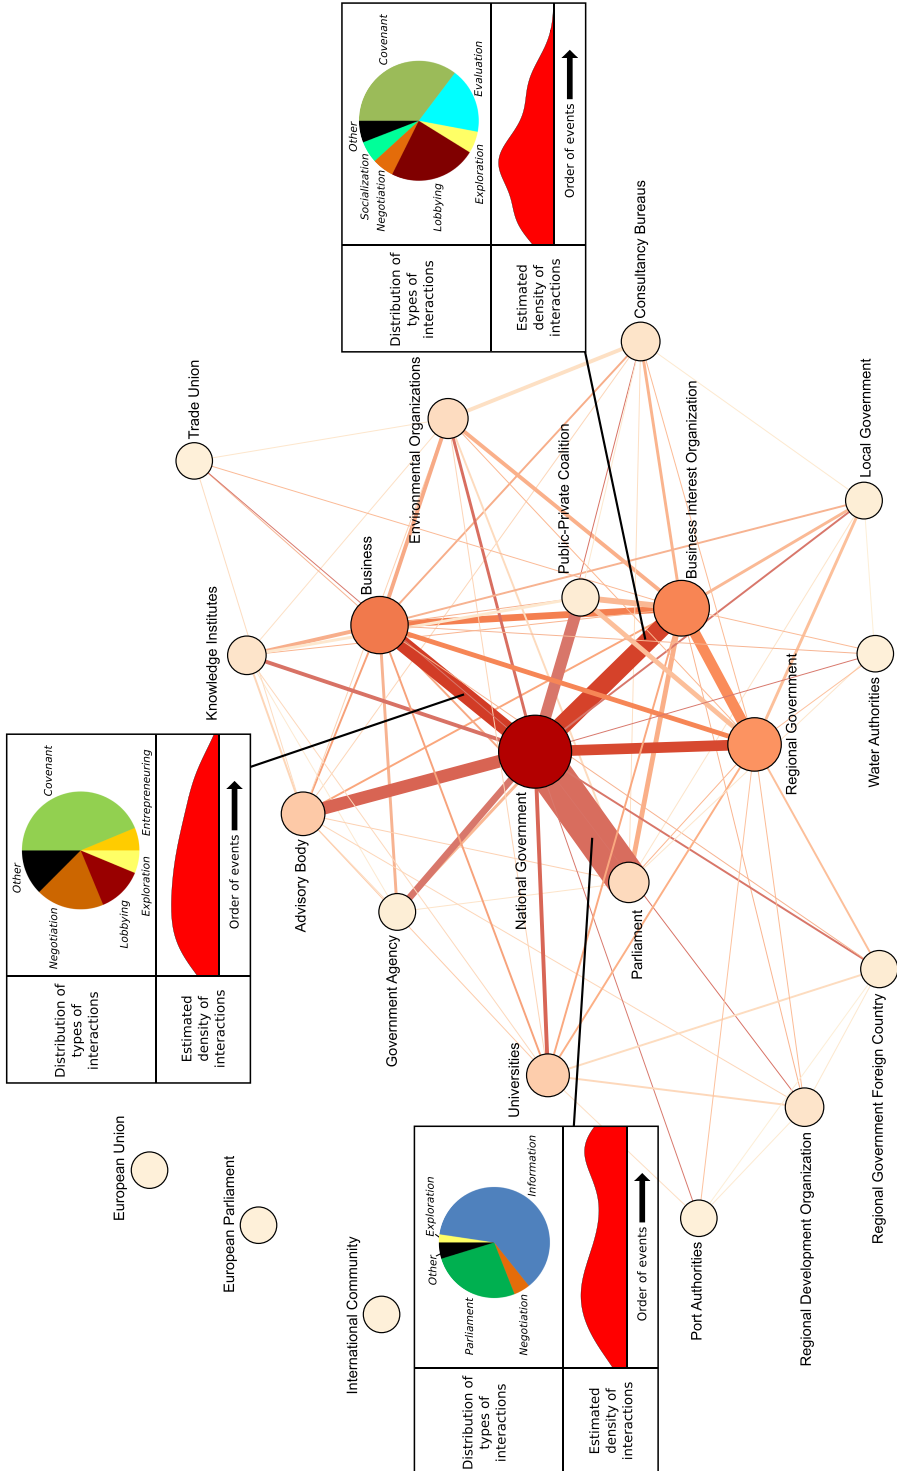 Covenant
Evaluation
Exploration
Lobbying
Negotiation
Socialization
Other
Order of events
Distribution of
types of
interactions
Estimated
density of
interactions
Covenant
Entrepreneuring
Exploration
Lobbying
Negotiation
Other
Order of events
Distribution of
types of
interactions
Estimated
density of
interactions
Information
Exploration
Other
Parliament
Negotiation
Order of events
Distribution of
types of
interactions
Estimated
density of
interactions
Trade Union
Environmental Organizations
Consultancy Bureaus
Knowledge Institutes
Business
Public-Private Coalition
Business Interest Organization
Local Government
Advisory Body
National Government
Regional Government
Water Authorities
Government Agency
Parliament
Universities
Regional Government Foreign Country
Regional Development Organization
Port Authorities
European Union
European Parliament
International Community